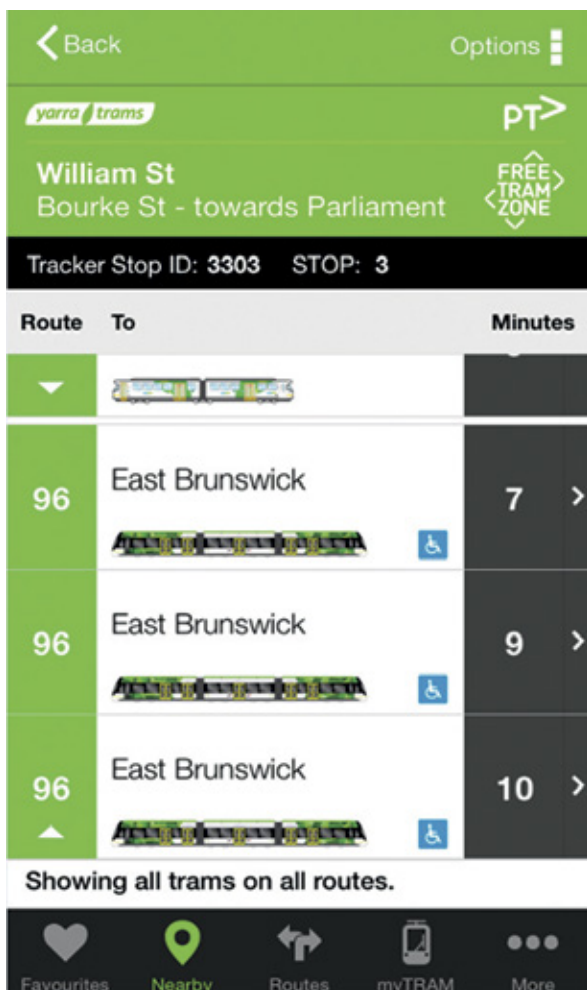 Back
Options
yarra trams
PT>
William St
Bourke St - towards Parliament
FREE
TRAM
ZONE
Tracker Stop ID: 3303 STOP: 3
Route To Minutes
96 East Brunswick 7
96 East Brunswick 9
96 East Brunswick 10
Showing all trams on all routes.
Favourites Nearby Routes myTRAM More